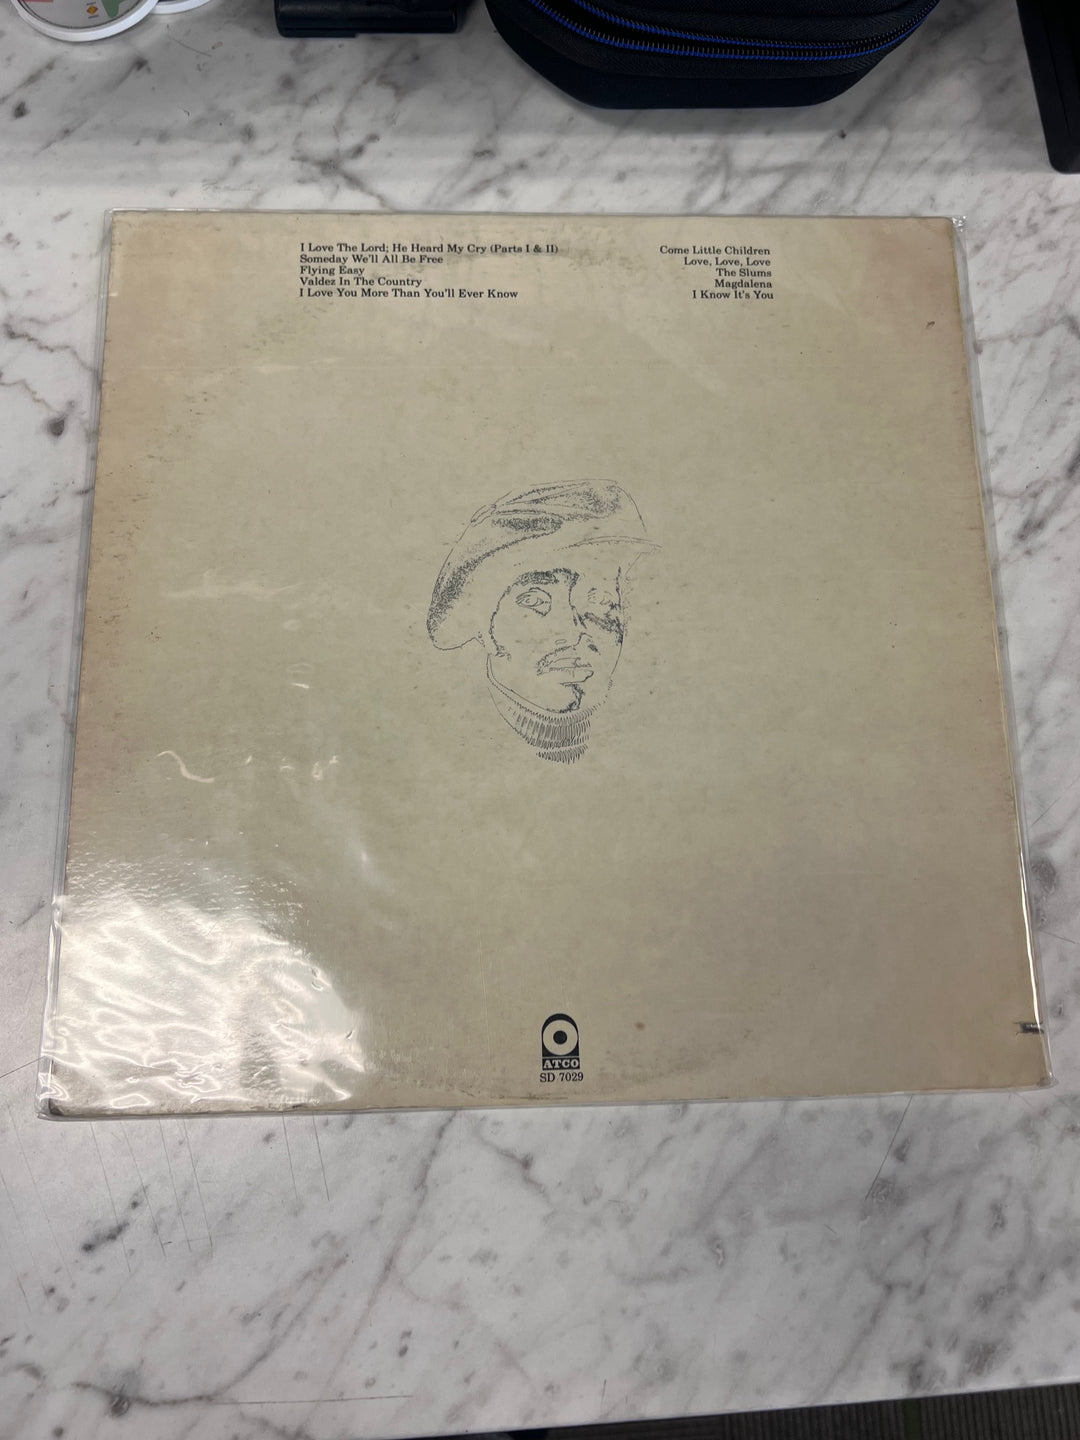 I Love The Lord; He Heard My Cry (Parts I & II)
Someday We'll All Be Free
Flying Easy
Valdez In The Country
I Love You More Than You'll Ever Know
Come Little Children
Love, Love, Love
The Slums
Magdalena
I Know It's You
ATCO
SD 7029